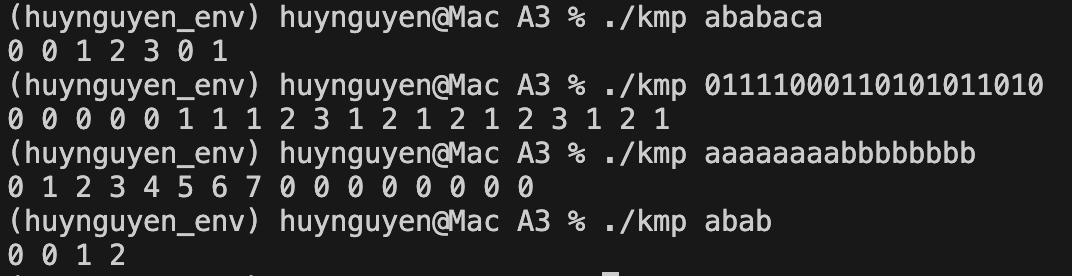 (huynguyen_env) huynguyen@Mac A3 % ./kmp ababaca
0 0 1 2 3 0 1
(huynguyen_env) huynguyen@Mac A3 % ./kmp 01111000110101011010
0 0 0 0 0 1 1 1 2 3 1 2 1 2 1 2 3 1 2 1
(huynguyen_env) huynguyen@Mac A3 % ./kmp aaaaaaaabbbbbbbb
0 1 2 3 4 5 6 7 0 0 0 0 0 0 0 0
(huynguyen_env) huynguyen@Mac A3 % ./kmp abab
0 0 1 2